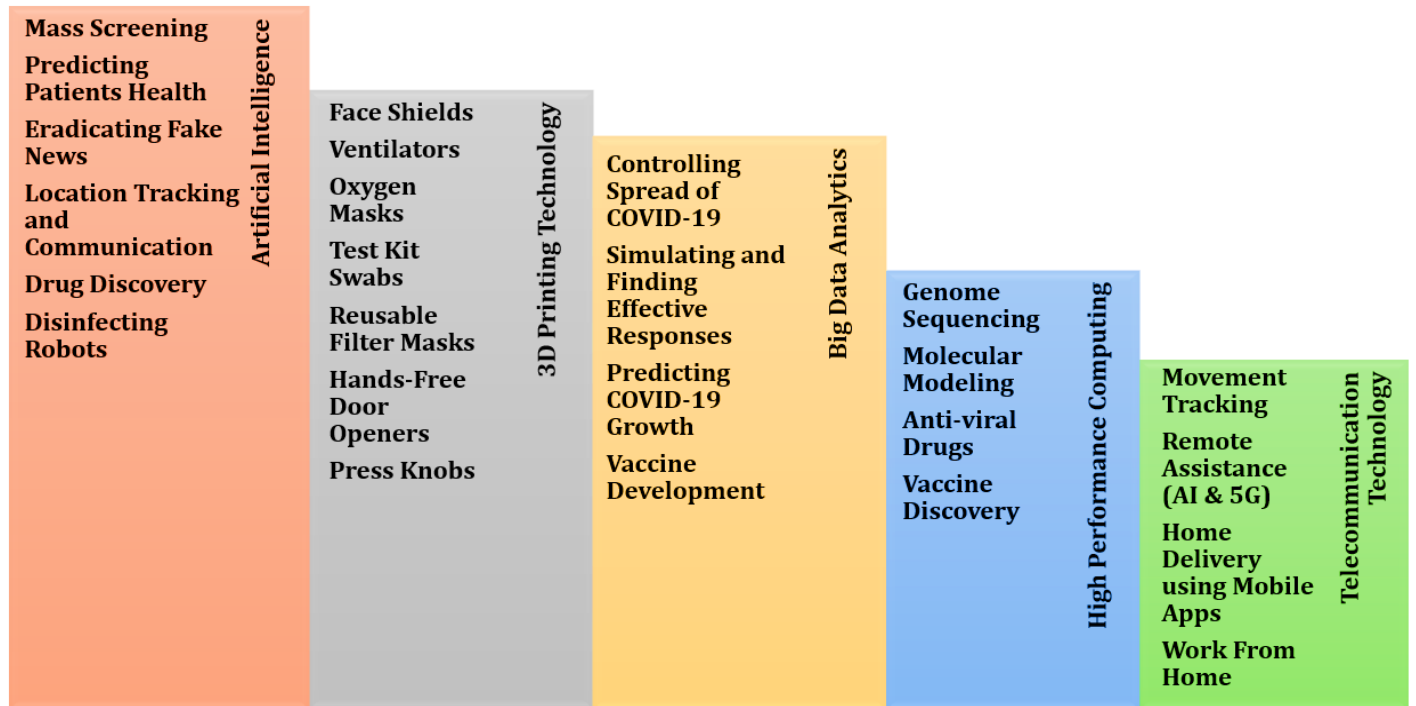 Mass Screening
Predicting
Patients Health
Eradicating Fake
News
Location Tracking
and
Communication
Drug Discovery
Disinfecting
Robots
Artificial Intelligence
Face Shields
Ventilators
Oxygen
Masks
Test Kit
Swabs
Reusable
Filter Masks
Hands-Free
Door
Openers
Press Knobs
3D Printing Technology
Controlling
Spread of
COVID-19
Simulating and
Finding
Effective
Responses
Predicting
COVID-19
Growth
Vaccine
Development
Big Data Analytics
Genome
Sequencing
Molecular
Modeling
Anti-viral
Drugs
Vaccine
Discovery
High Performance Computing
Movement
Tracking
Remote
Assistance
(AI & 5G)
Home
Delivery
using Mobile
Apps
Work From
Home
Telecommunication
Technology